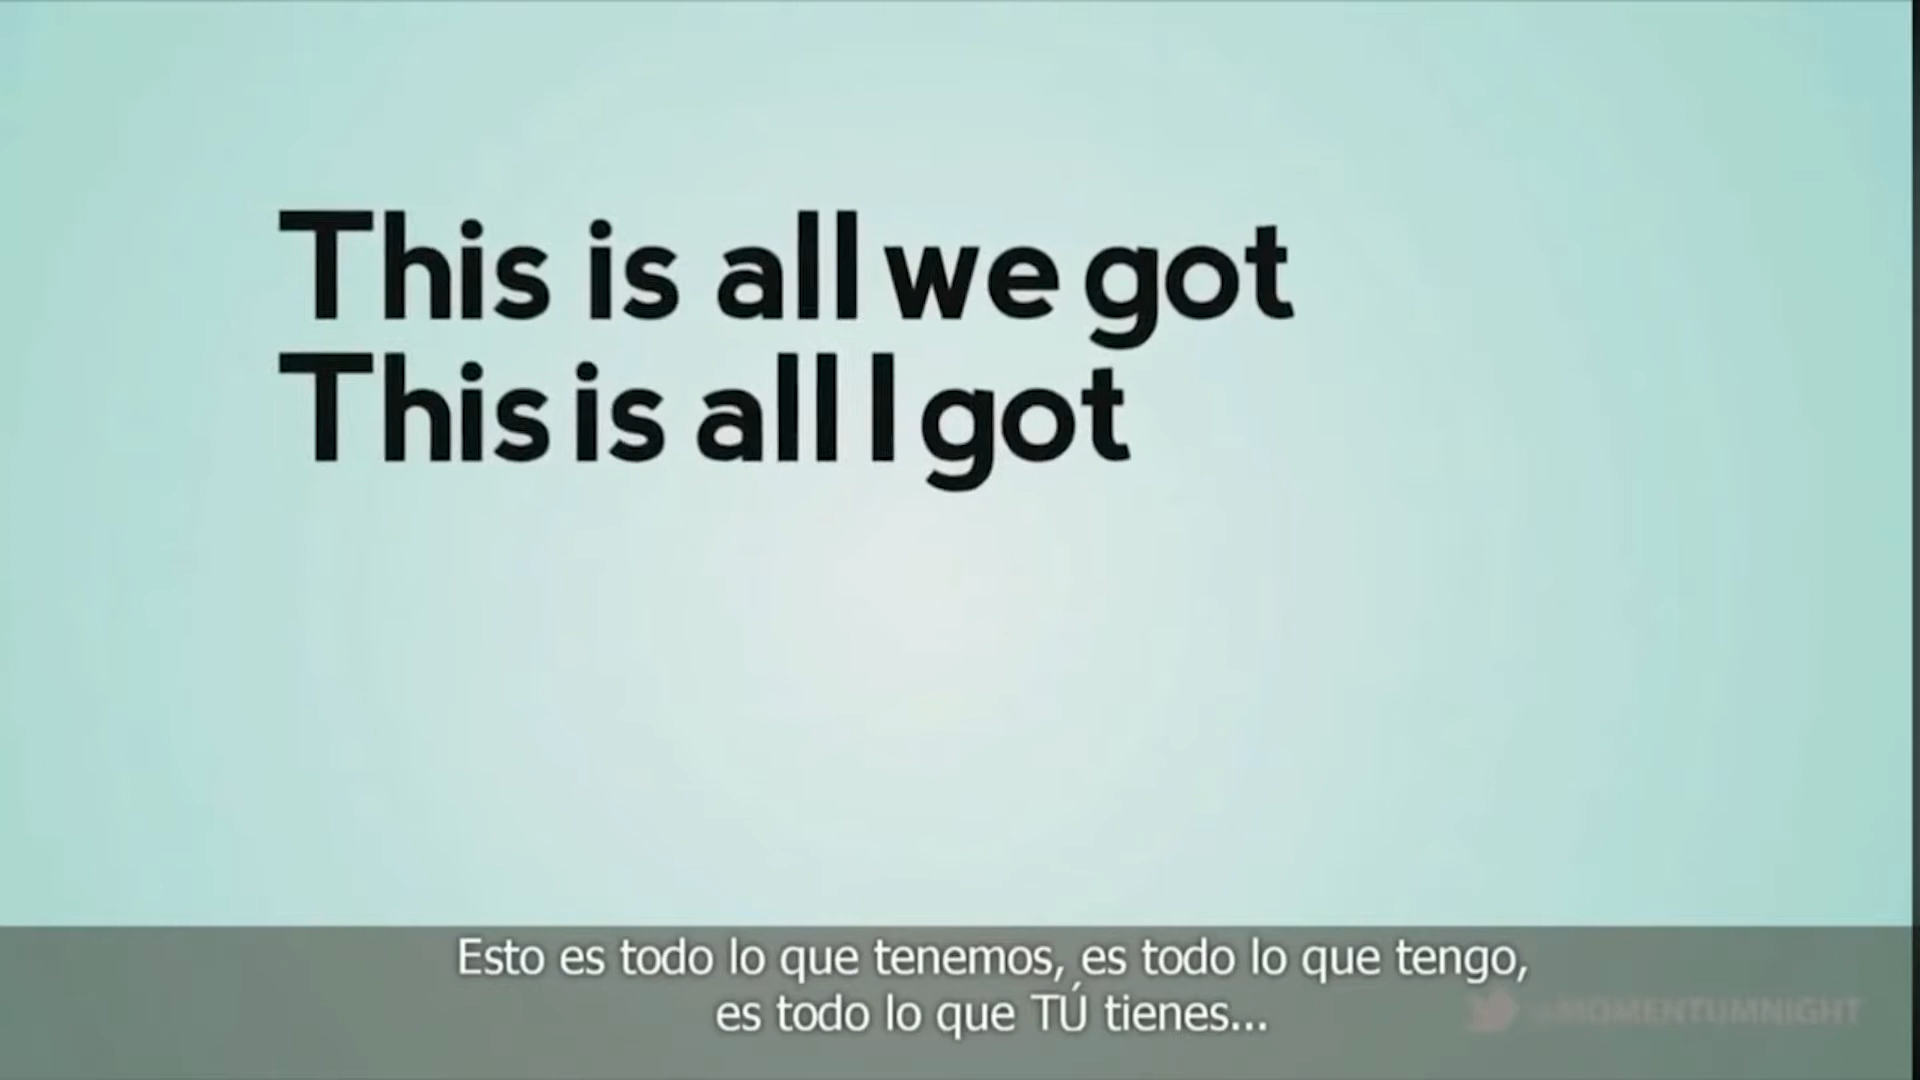 This is all we got
This is all I got
Esto es todo lo que tenemos, es todo lo que tengo,
es todo lo que TÚ tienes...
@MOMENTUMNIGHT